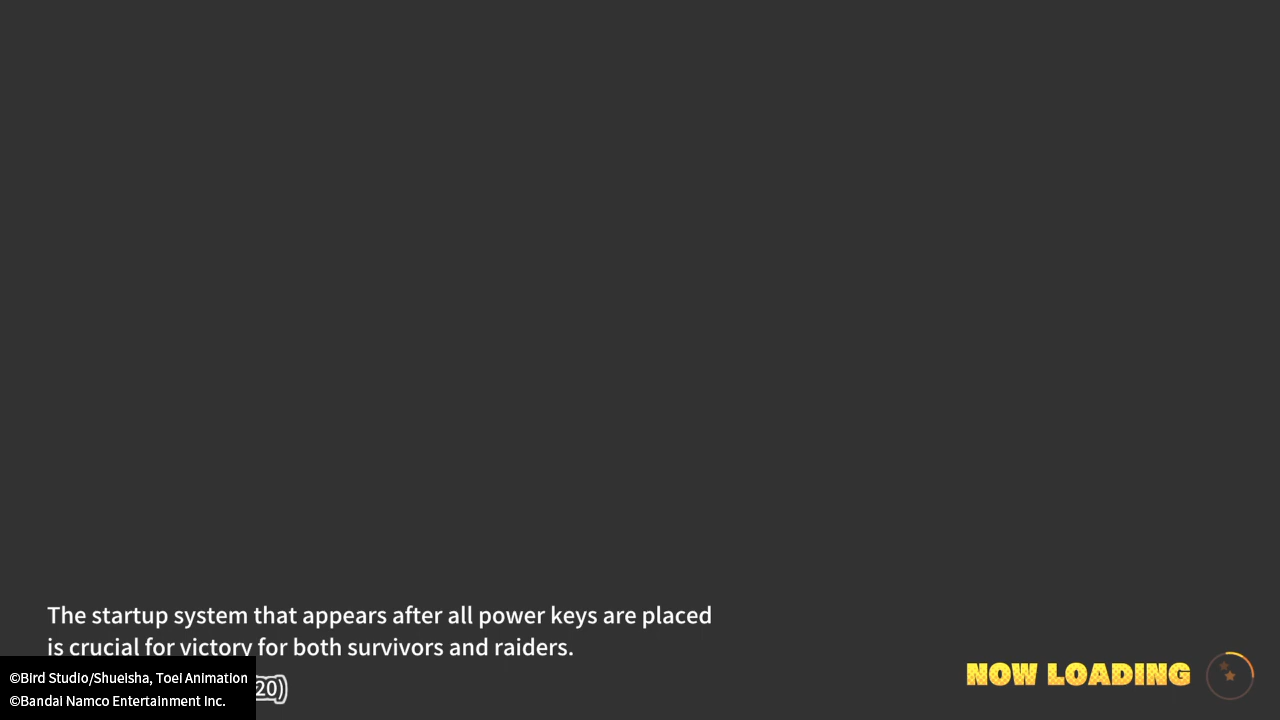 The startup system that appears after all power keys are placed
is crucial for victory for both survivors and raiders.
©Bird Studio/Shueisha, Toei Animation
20)
©Bandai Namco Entertainment Inc.
NOW LOADING